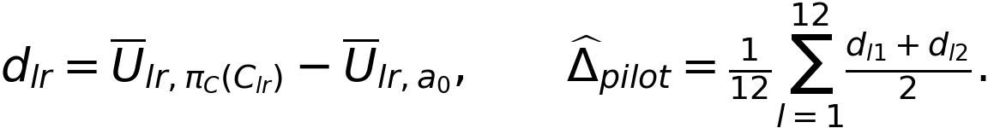 $d_{lr} = \overline{U}_{lr,\,\pi_C(C_{lr})} - \overline{U}_{lr,\,a_0}, \qquad \widehat{\Delta}_{pilot} = \frac{1}{12}\sum_{l=1}^{12}\frac{d_{l1}+d_{l2}}{2}.$